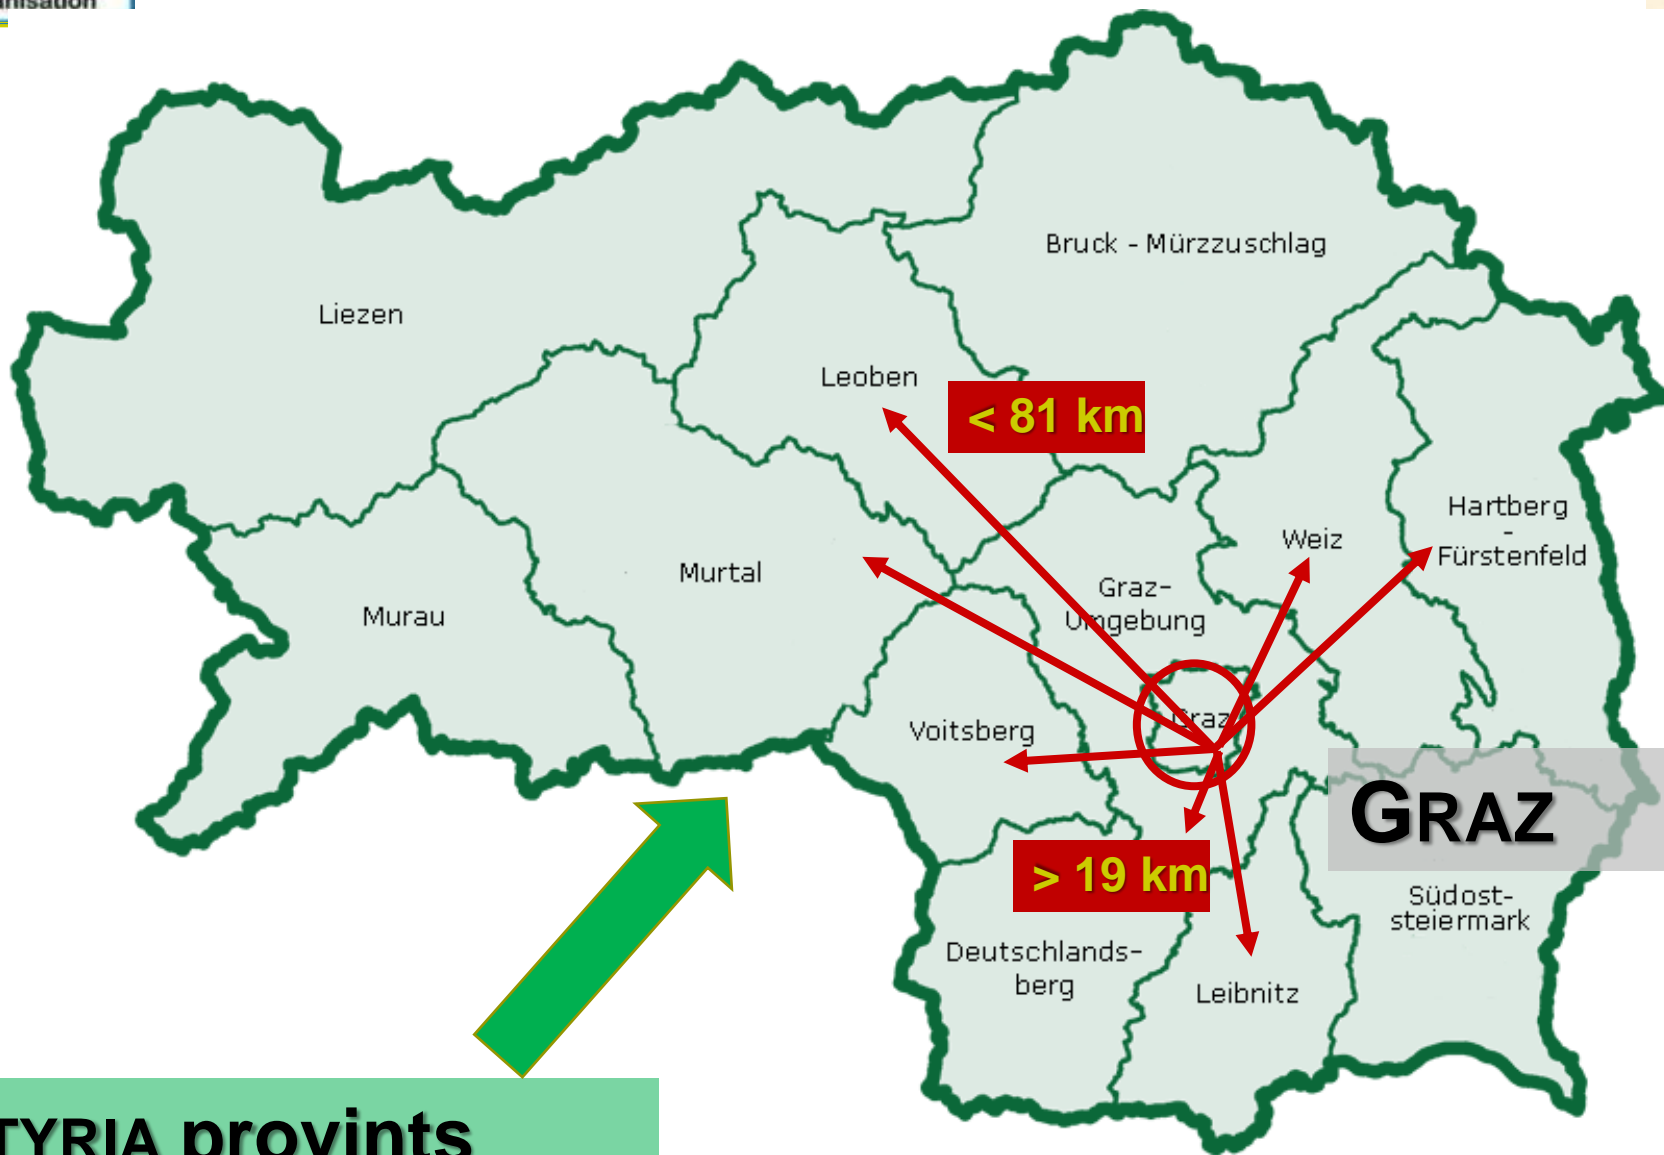 Bruck - Mürzzuschlag
Liezen
Leoben
< 81 km
Hartberg
-
Fürstenfeld
Weiz
Murtal
Graz-
Umgebung
Murau
Graz
Voitsberg
GRAZ
> 19 km
Südost-
steiermark
Deutschlands-
berg
Leibnitz
TYRIA provints